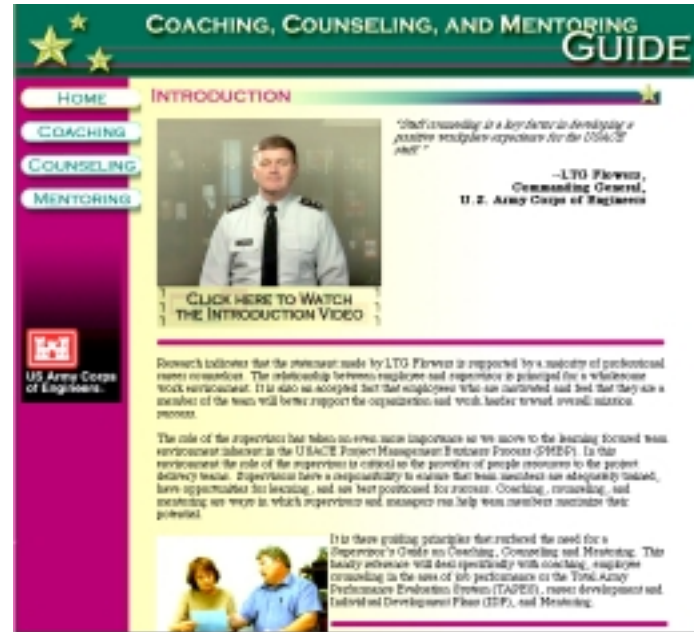 COACHING, COUNSELING, AND MENTORING
GUIDE
HOME
COACHING
COUNSELING
MENTORING
US Army Corps
of Engineers.
INTRODUCTION
"Staff counseling is a key factor in developing a
positive workplace experience for the USACE
staff."
--LTG Flowers,
Commanding General,
U.S. Army Corps of Engineers
CLICK HERE TO WATCH
THE INTRODUCTION VIDEO
Research indicates that the statement made by LTG Flowers is supported by a majority of professional
career counselors. The relationship between employee and supervisor is principal for a wholesome
work environment. It is also an accepted fact that employees who are motivated and feel that they are a
member of the team will better support the organization and work harder toward overall mission
success.
The role of the supervisor has taken on even more importance as we move to the learning focused team
environment inherent in the USACE Project Management Business Process (PMBP). In this
environment the role of the supervisor is critical as the provider of people resources to the project
delivery teams. Supervisors have a responsibility to ensure that team members are adequately trained,
have opportunities for learning, and are best positioned for success. Coaching, counseling, and
mentoring are ways in which supervisors and managers can help team members maximize their
potential.
It is these guiding principles that surfaced the need for a
Supervisor's Guide on Coaching, Counseling and Mentoring. This
handy reference will deal specifically with coaching, employee
counseling in the area of job performance or the Total Army
Performance Evaluation System (TAPES), career development and
Individual Development Plans (IDP), and Mentoring.